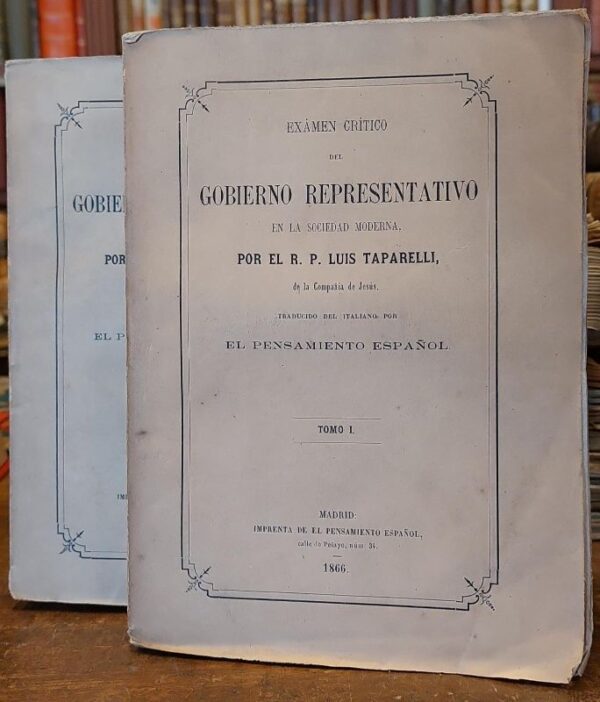 EXÁMEN CRÍTICO
DEL
GOBIERNO REPRESENTATIVO
EN LA SOCIEDAD MODERNA,
POR EL R. P. LUIS TAPARELLI,
de la Compañia de Jesús.
TRADUCIDO DEL ITALIANO POR
EL PENSAMIENTO ESPAÑOL.
TOMO I.
MADRID:
IMPRENTA DE EL PENSAMIENTO ESPAÑOL,
calle de Pelayo, núm. 34.
1866.
GOBIE
POR
EL P
IM